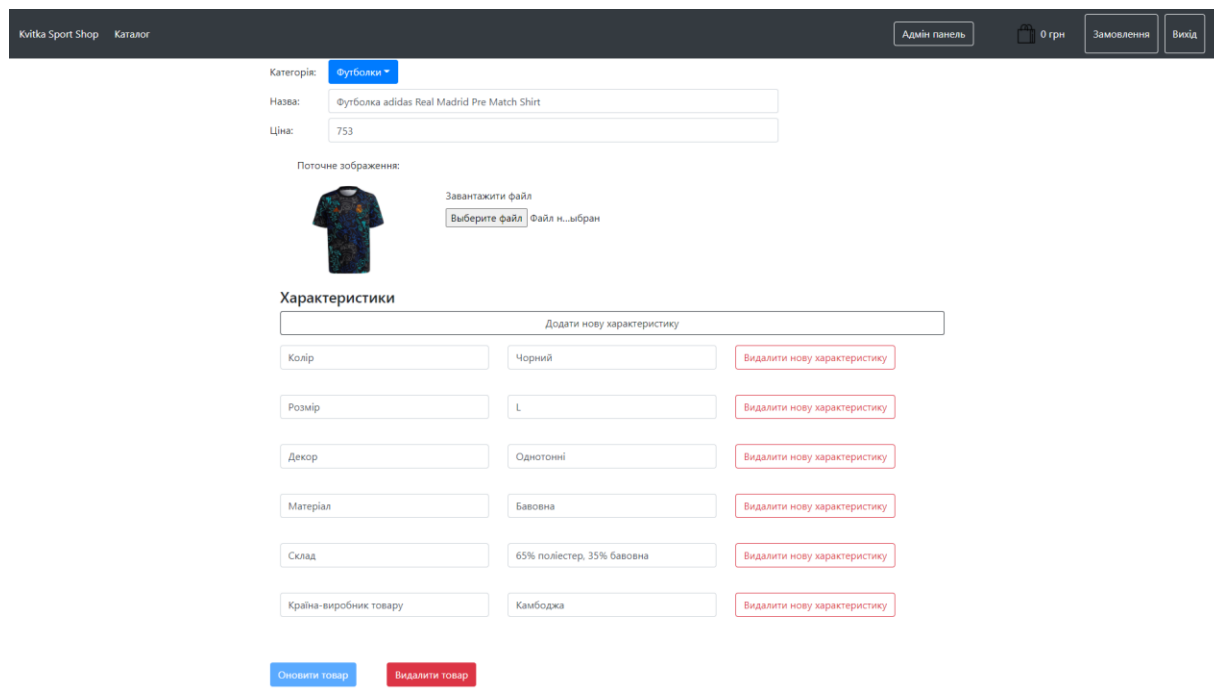 Kvitka Sport Shop Каталог Адмін панель 0 грн Замовлення Вихід
Категорія: Футболки
Назва: Футболка adidas Real Madrid Pre Match Shirt
Ціна: 753
Поточне зображення:
Завантажити файл
Выберите файл Файл н...ыбран
Характеристики
Додати нову характеристику
Колір Чорний Видалити нову характеристику
Розмір L Видалити нову характеристику
Декор Однотонні Видалити нову характеристику
Матеріал Бавовна Видалити нову характеристику
Склад 65% поліестер, 35% бавовна Видалити нову характеристику
Країна-виробник товару Камбоджа Видалити нову характеристику
Оновити товар Видалити товар